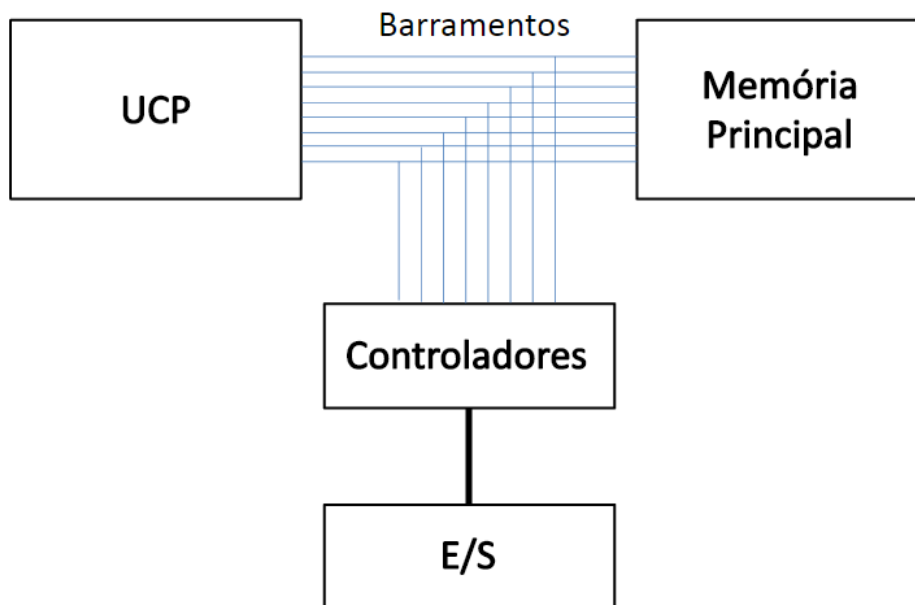 Barramentos
UCP
Memória
Principal
Controladores
E/S